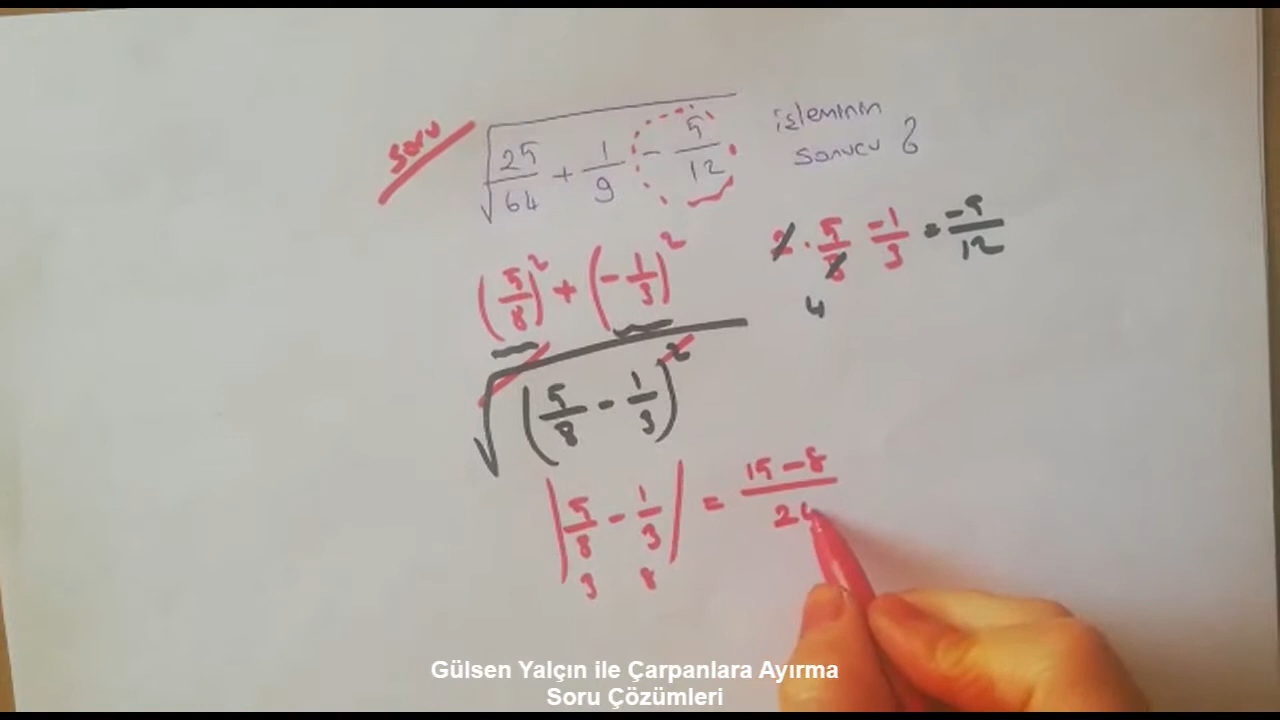 Soru √(25/64 + 1/9 - 5/12) işleminin
sonucu ?
(5/8)² + (-1/3)²
2 · 5/8 -1/3 = -5/12
4
√(5/8 - 1/3)²
|5/8 - 1/3| = 15-8/24
3 8
Gülsen Yalçın ile Çarpanlara Ayırma
Soru Çözümleri